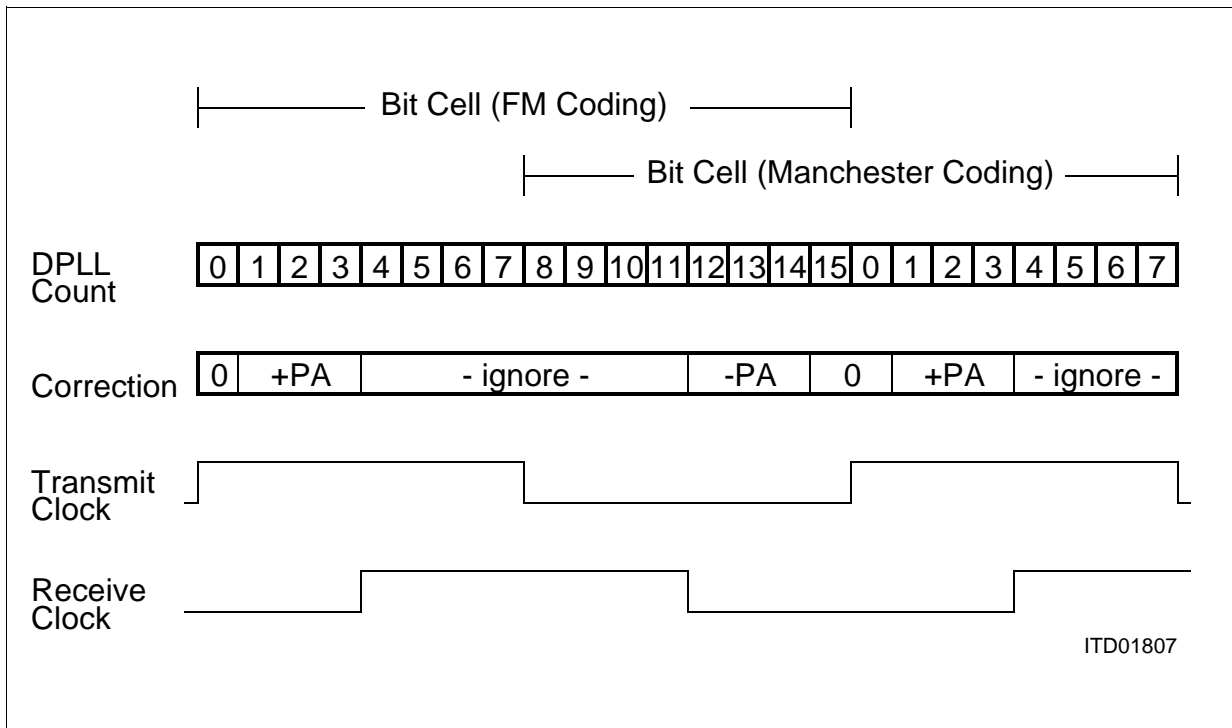 Bit Cell (FM Coding)
Bit Cell (Manchester Coding)
DPLL
Count
0 1 2 3 4 5 6 7 8 9 10 11 12 13 14 15 0 1 2 3 4 5 6 7
Correction
0 +PA - ignore - -PA 0 +PA - ignore -
Transmit
Clock
Receive
Clock
ITD01807